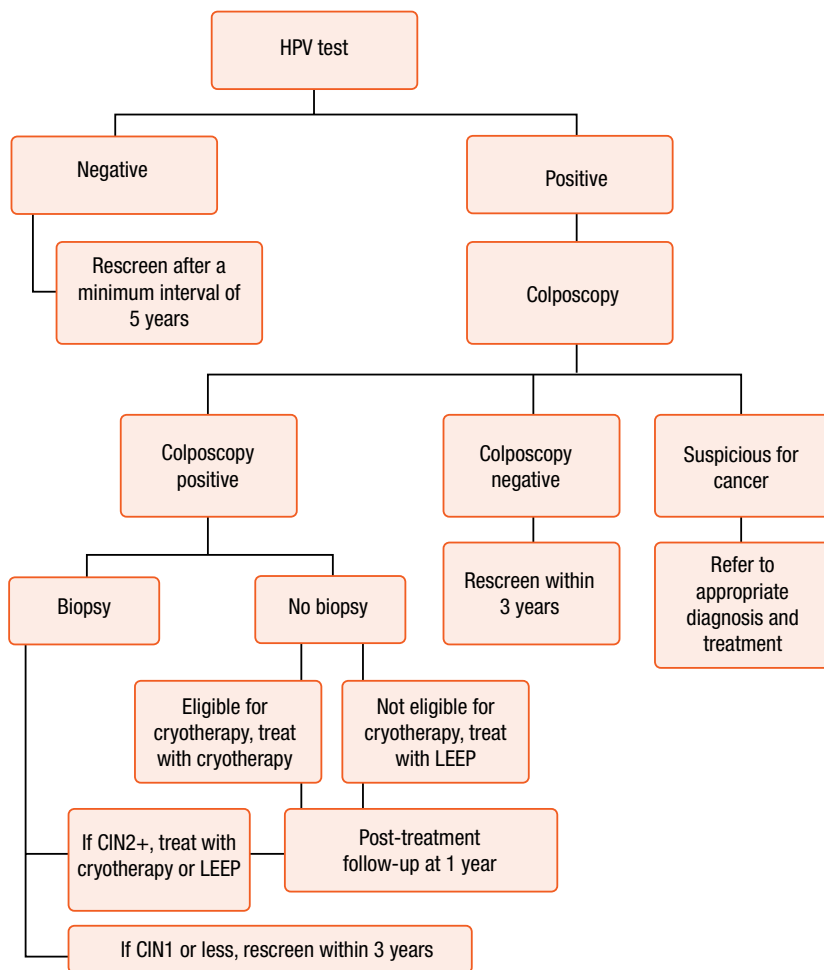 HPV test
Negative
Positive
Rescreen after a
minimum interval of
5 years
Colposcopy
Colposcopy
positive
Colposcopy
negative
Suspicious for
cancer
Biopsy
No biopsy
Rescreen within
3 years
Refer to
appropriate
diagnosis and
treatment
Eligible for
cryotherapy, treat
with cryotherapy
Not eligible for
cryotherapy, treat
with LEEP
If CIN2+, treat with
cryotherapy or LEEP
Post-treatment
follow-up at 1 year
If CIN1 or less, rescreen within 3 years